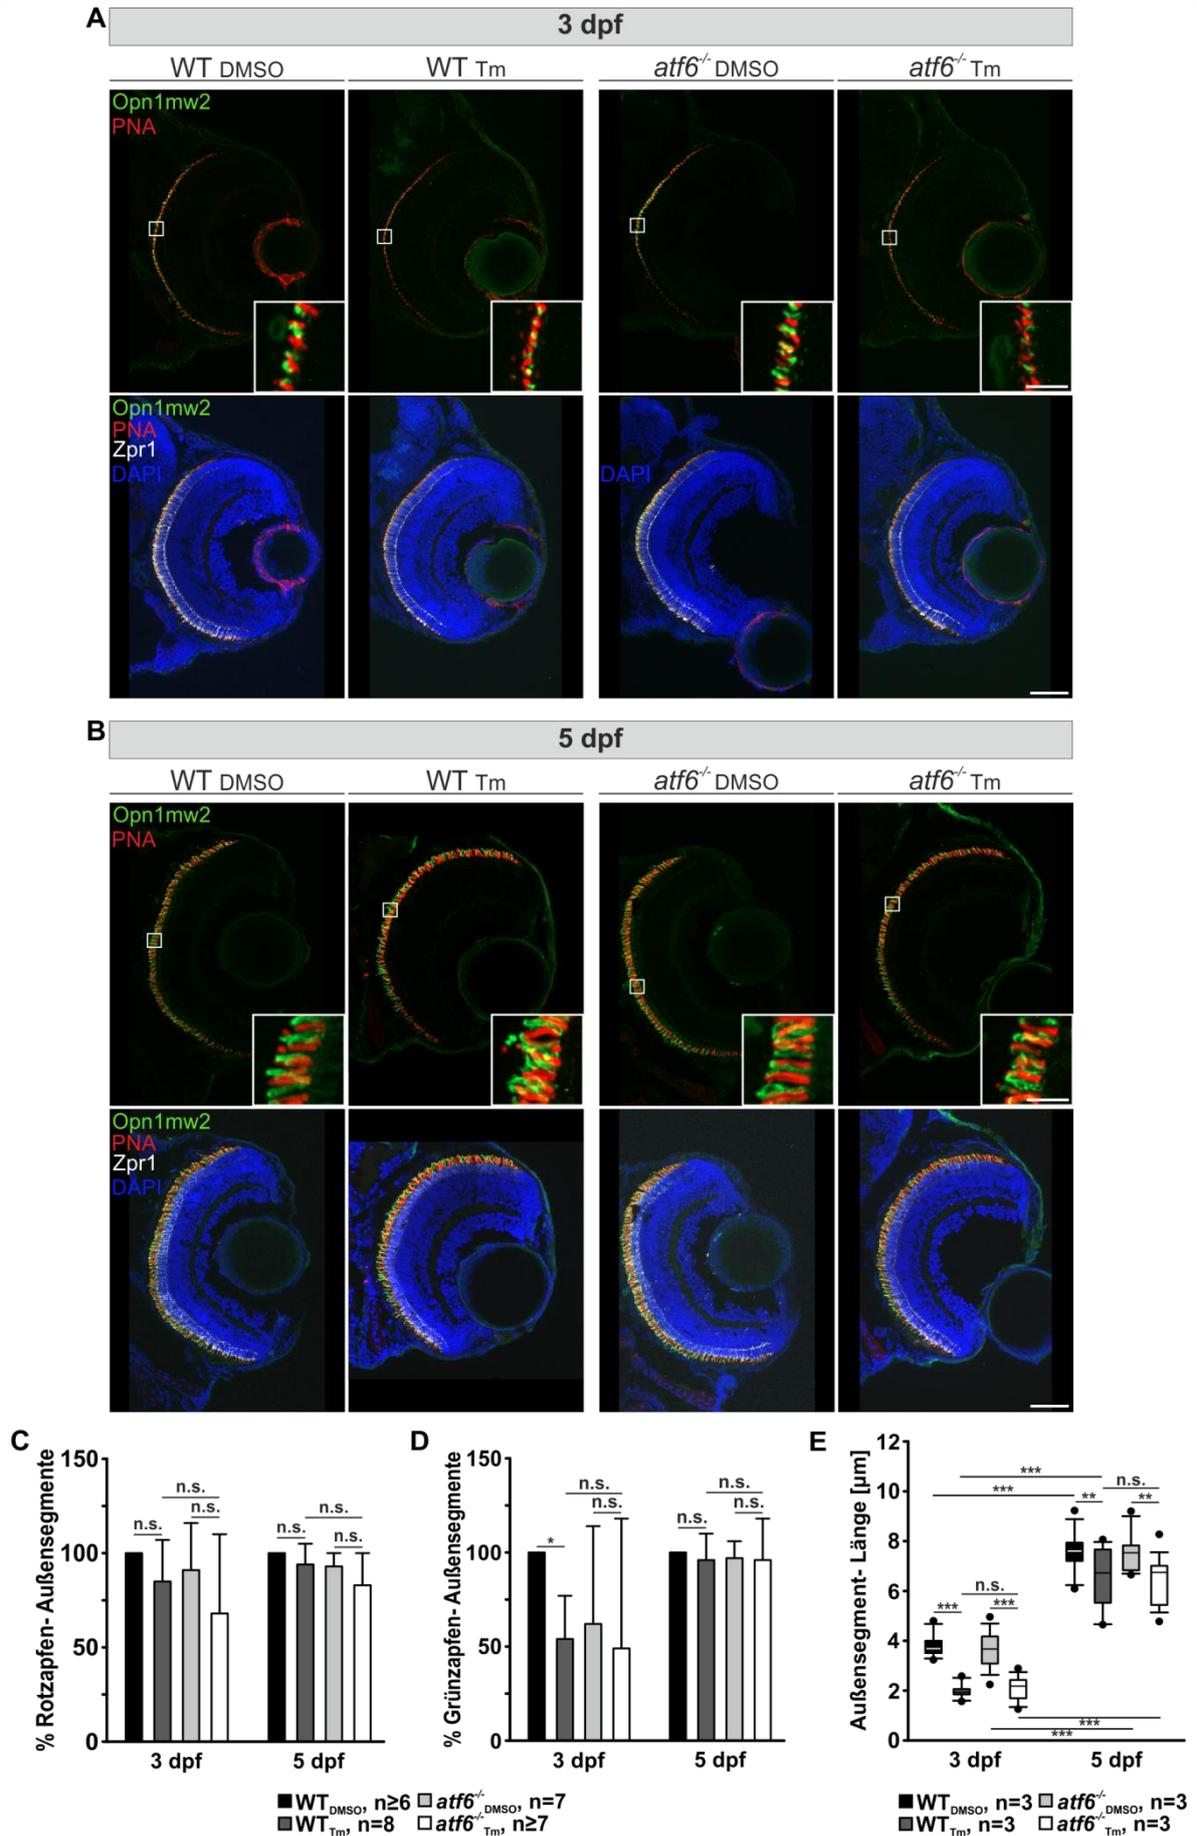 A
3 dpf
WT DMSO
WT Tm
atf6-/- DMSO
atf6-/- Tm
Opn1mw2
PNA
Opn1mw2
PNA
Zpr1
DAPI
DAPI
B
5 dpf
WT DMSO
WT Tm
atf6-/- DMSO
atf6-/- Tm
Opn1mw2
PNA
Opn1mw2
PNA
Zpr1
DAPI
C
% Rotzapfen- Außensegmente
150
100
50
0
n.s.
n.s.
n.s.
n.s.
n.s.
n.s.
3 dpf
5 dpf
D
% Grünzapfen- Außensegmente
150
100
50
0
*
n.s.
n.s.
n.s.
n.s.
n.s.
3 dpf
5 dpf
WTDMSO, n≥6
atf6-/-DMSO, n=7
WTTm, n=8
atf6-/-Tm, n≥7
E
Außensegment- Länge [µm]
12
10
8
6
4
2
0
***
***
n.s.
**
**
n.s.
***
***
***
***
3 dpf
5 dpf
WTDMSO, n=3
atf6-/-DMSO, n=3
WTTm, n=3
atf6-/-Tm, n=3